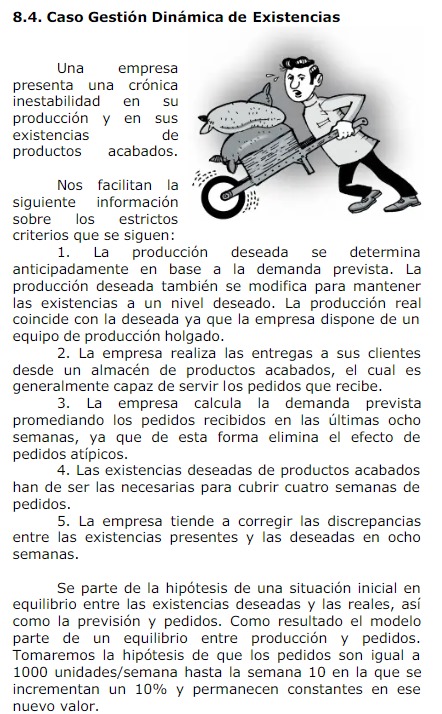 8.4. Caso Gestión Dinámica de Existencias
Una empresa
presenta una crónica
inestabilidad en su
producción y en sus
existencias de
productos acabados.
Nos facilitan la
siguiente información
sobre los estrictos
criterios que se siguen:
1. La producción deseada se determina
anticipadamente en base a la demanda prevista. La
producción deseada también se modifica para mantener
las existencias a un nivel deseado. La producción real
coincide con la deseada ya que la empresa dispone de un
equipo de producción holgado.
2. La empresa realiza las entregas a sus clientes
desde un almacén de productos acabados, el cual es
generalmente capaz de servir los pedidos que recibe.
3. La empresa calcula la demanda prevista
promediando los pedidos recibidos en las últimas ocho
semanas, ya que de esta forma elimina el efecto de
pedidos atípicos.
4. Las existencias deseadas de productos acabados
han de ser las necesarias para cubrir cuatro semanas de
pedidos.
5. La empresa tiende a corregir las discrepancias
entre las existencias presentes y las deseadas en ocho
semanas.
Se parte de la hipótesis de una situación inicial en
equilibrio entre las existencias deseadas y las reales, así
como la previsión y pedidos. Como resultado el modelo
parte de un equilibrio entre producción y pedidos.
Tomaremos la hipótesis de que los pedidos son igual a
1000 unidades/semana hasta la semana 10 en la que se
incrementan un 10% y permanecen constantes en ese
nuevo valor.